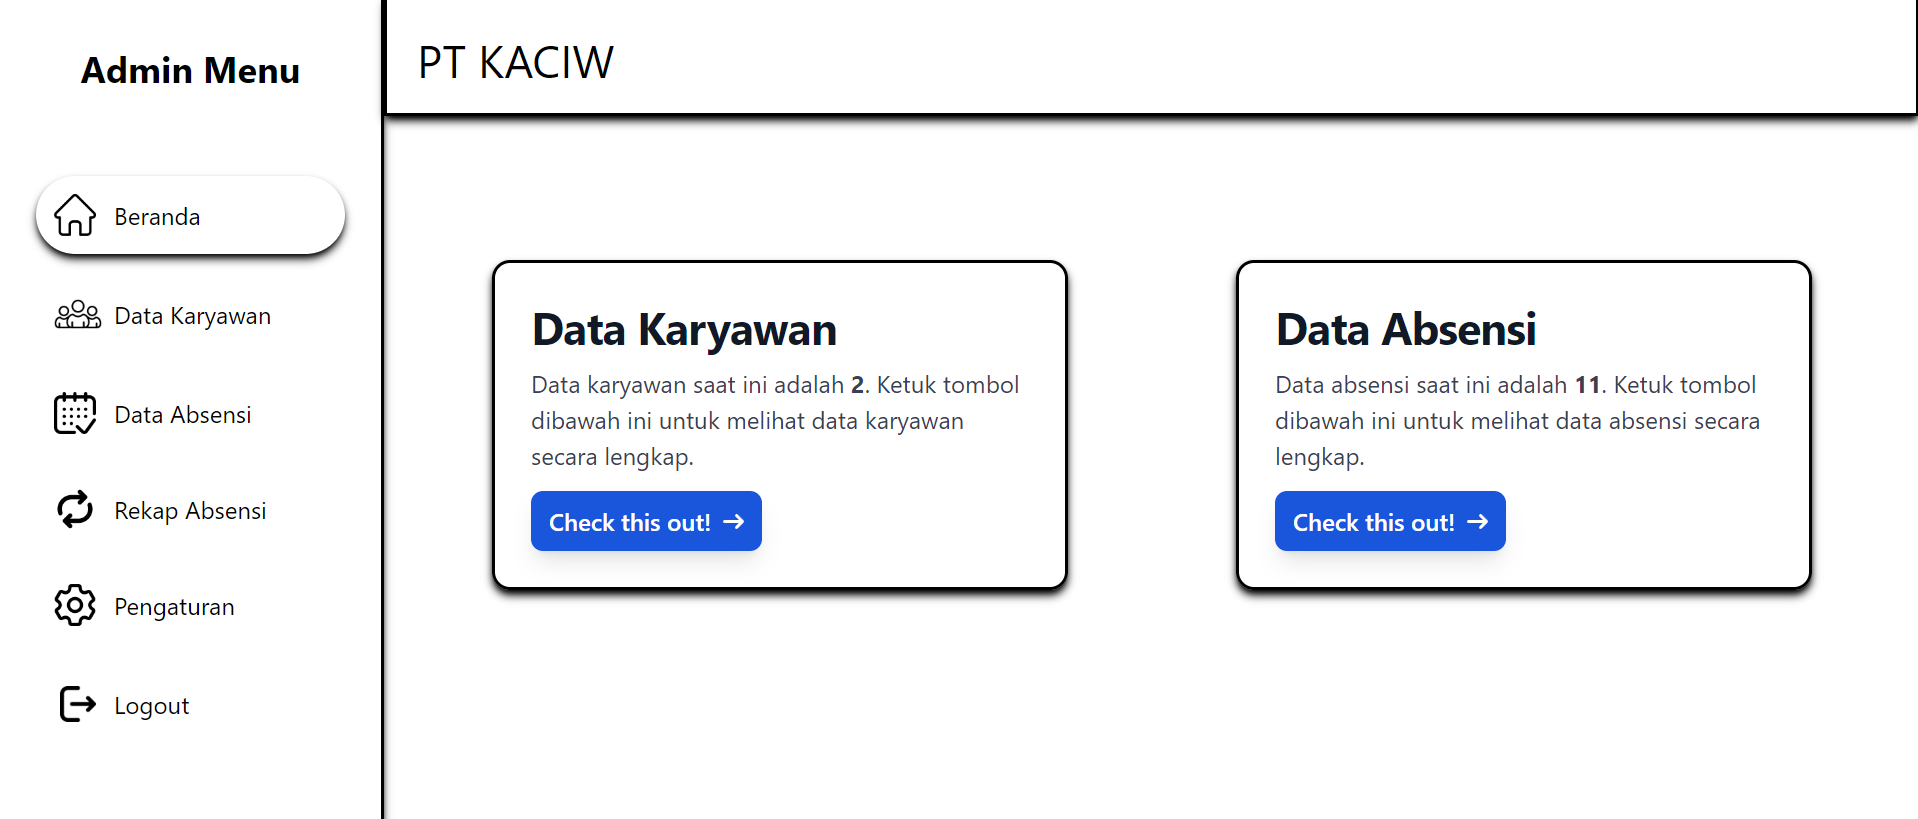 Admin Menu
Beranda
Data Karyawan
Data Absensi
Rekap Absensi
Pengaturan
Logout
PT KACIW
Data Karyawan
Data karyawan saat ini adalah 2. Ketuk tombol
dibawah ini untuk melihat data karyawan
secara lengkap.
Check this out!
Data Absensi
Data absensi saat ini adalah 11. Ketuk tombol
dibawah ini untuk melihat data absensi secara
lengkap.
Check this out!